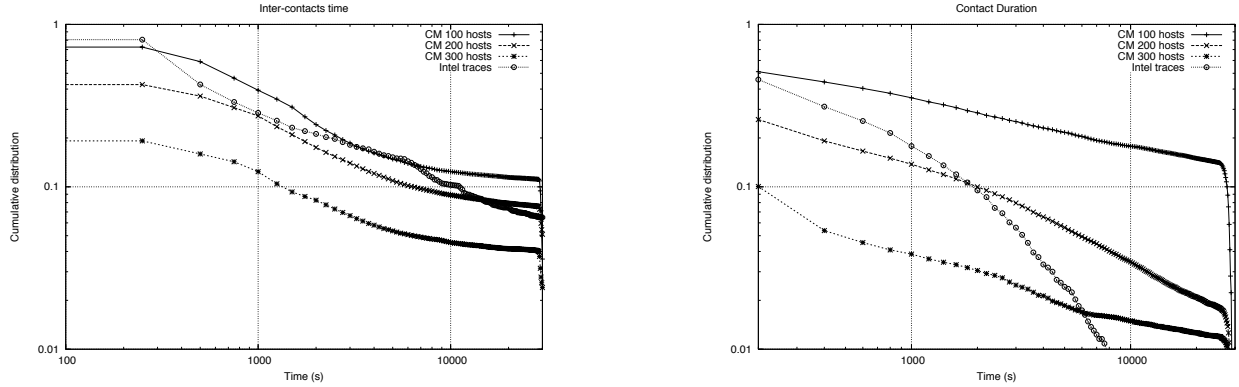 Inter-contacts time
1
0.1
0.01
Cumulative distribution
100
1000
10000
Time (s)
CM 100 hosts
CM 200 hosts
CM 300 hosts
Intel traces
Contact Duration
1
0.1
0.01
Cumulative distribution
1000
10000
Time (s)
CM 100 hosts
CM 200 hosts
CM 300 hosts
Intel traces